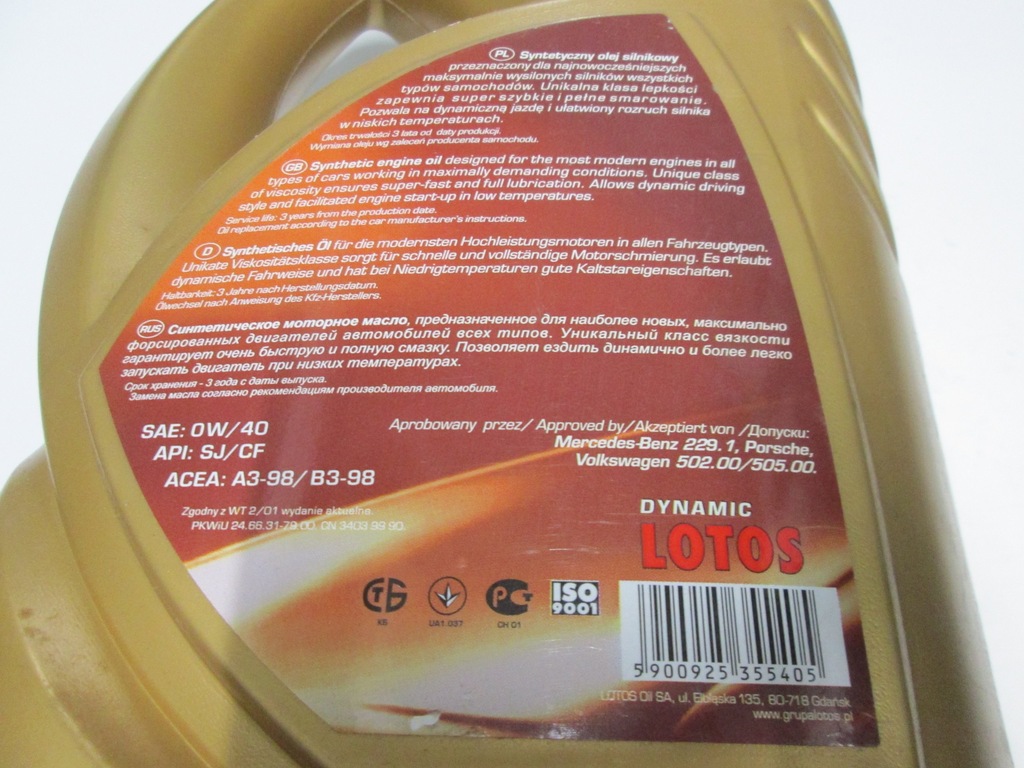 PL Syntetyczny olej silnikowy
przeznaczony dla najnowocześniejszych
maksymalnie wysilonych silników wszystkich
typów samochodów. Unikalna klasa lepkości
zapewnia super szybkie i pełne smarowanie.
Pozwala na dynamiczną jazdę i ułatwiony rozruch silnika
w niskich temperaturach.
Okres trwałości 3 lata od daty produkcji.
Wymiana oleju wg zaleceń producenta samochodu.
GB Synthetic engine oil designed for the most modern engines in all
types of cars working in maximally demanding conditions. Unique class
of viscosity ensures super-fast and full lubrication. Allows dynamic driving
style and facilitated engine start-up in low temperatures.
Service life: 3 years from the production date.
Oil replacement according to the car manufacturer's instructions.
D Synthetisches Öl für die modernsten Hochleistungsmotoren in allen Fahrzeugtypen.
Unikate Viskositätsklasse sorgt für schnelle und vollständige Motorschmierung. Es erlaubt
dynamische Fahrweise und hat bei Niedrigtemperaturen gute Kaltstareigenschaften.
Haltbarkeit: 3 Jahre nach Herstellungsdatum.
Ölwechsel nach Anweisung des Kfz-Herstellers.
RUS Синтетическое моторное масло, предназначенное для наиболее новых, максимально
форсированных двигателей автомобилей всех типов. Уникальный класс вязкости
гарантирует очень быструю и полную смазку. Позволяет ездить динамично и более легко
запускать двигатель при низких температурах.
Срок хранения - 3 года с даты выпуска.
Замена масла согласно рекомендациям производителя автомобиля.
SAE: 0W/40
API: SJ/CF
ACEA: A3-98/B3-98
Aprobowany przez/ Approved by/Akzeptiert von /Допуски:
Mercedes-Benz 229.1, Porsche,
Volkswagen 502.00/505.00.
Zgodny z WT 2/01 wydanie aktualne.
PKWiU 24.66.31-79.00. CN 3403 99 90.
DYNAMIC
LOTOS
КБ
UA1.037
CH 01
ISO
9001
5 900925 355405
LOTOS Oil SA, ul. Elbląska 135, 80-718 Gdańsk
www.grupalotos.pl